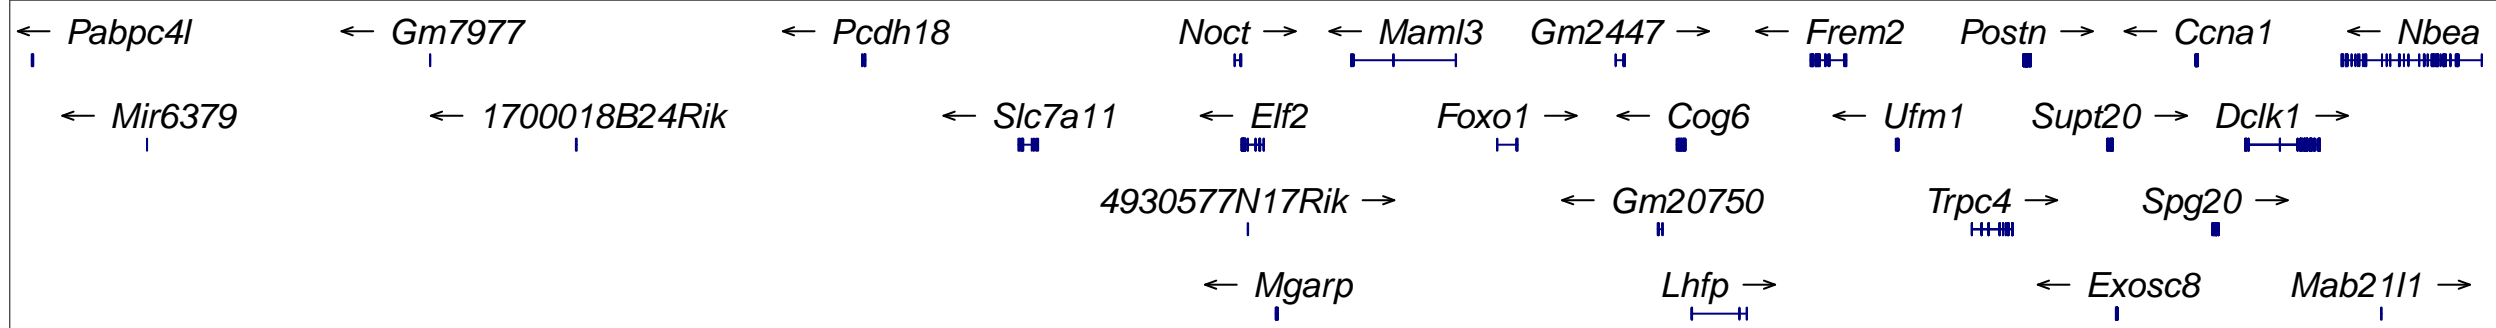 ← Pabpc4l ← Gm7977 ← Pcdh18 Noct → ← Maml3 Gm2447 → ← Frem2 Postn → ← Ccna1 ← Nbea
← Mir6379 ← 1700018B24Rik ← Slc7a11 ← Elf2 Foxo1 → ← Cog6 ← Ufm1 Supt20 → Dclk1 →
4930577N17Rik → ← Gm20750 Trpc4 → Spg20 →
← Mgarp Lhfp → ← Exosc8 Mab21l1 →